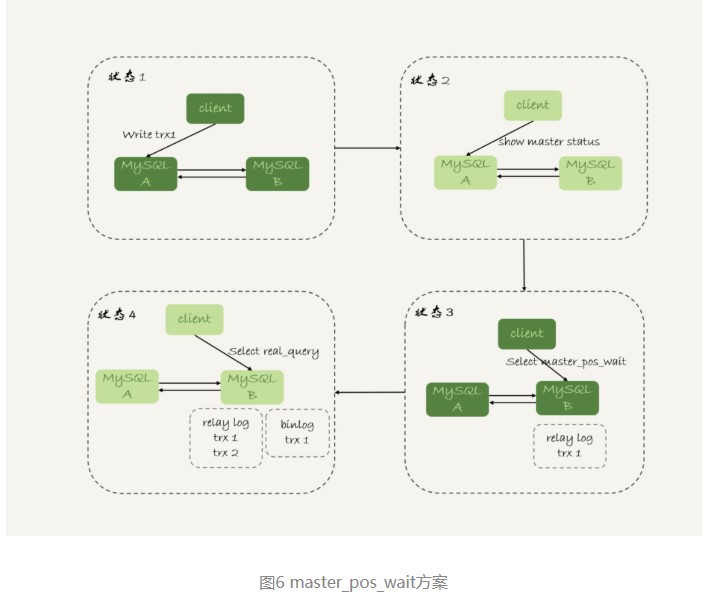 状态1
client
Write trx1
MySQL
A
MySQL
B
状态2
client
show master status
MySQL
A
MySQL
B
状态4
client
Select real_query
MySQL
A
MySQL
B
relay log
trx 1
trx 2
binlog
trx 1
状态3
client
Select master_pos_wait
MySQL
A
MySQL
B
relay log
trx 1
图6 master_pos_wait方案